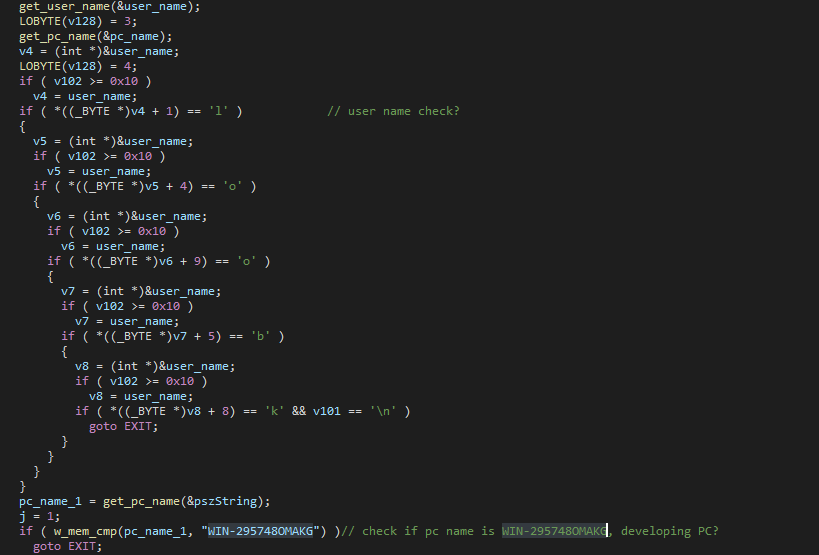 get_user_name(&user_name);
LOBYTE(v128) = 3;
get_pc_name(&pc_name);
v4 = (int *)&user_name;
LOBYTE(v128) = 4;
if ( v102 >= 0x10 )
  v4 = user_name;
if ( *((_BYTE *)v4 + 1) == 'l' )            // user name check?
{
  v5 = (int *)&user_name;
  if ( v102 >= 0x10 )
    v5 = user_name;
  if ( *((_BYTE *)v5 + 4) == 'o' )
  {
    v6 = (int *)&user_name;
    if ( v102 >= 0x10 )
      v6 = user_name;
    if ( *((_BYTE *)v6 + 9) == 'o' )
    {
      v7 = (int *)&user_name;
      if ( v102 >= 0x10 )
        v7 = user_name;
      if ( *((_BYTE *)v7 + 5) == 'b' )
      {
        v8 = (int *)&user_name;
        if ( v102 >= 0x10 )
          v8 = user_name;
        if ( *((_BYTE *)v8 + 8) == 'k' && v101 == '\n' )
          goto EXIT;
      }
    }
  }
}
pc_name_1 = get_pc_name(&pszString);
j = 1;
if ( w_mem_cmp(pc_name_1, "WIN-295748OMAKG") )// check if pc name is WIN-295748OMAKG, developing PC?
  goto EXIT;